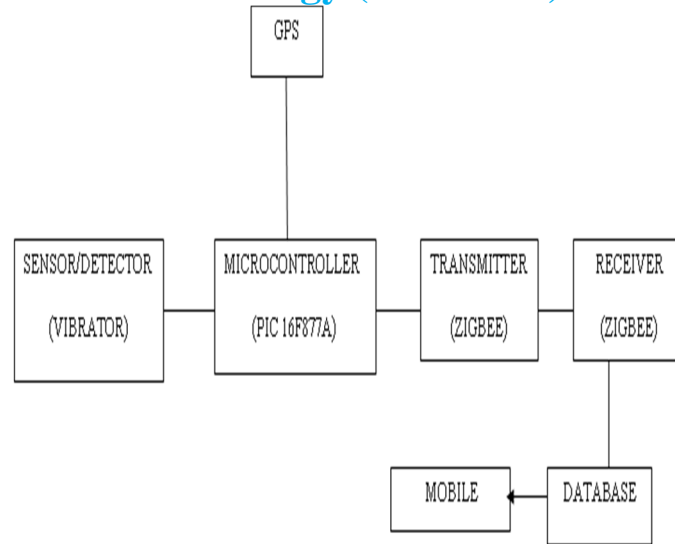 GPS
SENSOR/DETECTOR
(VIBRATOR)
MICROCONTROLLER
(PIC 16F877A)
TRANSMITTER
(ZIGBEE)
RECEIVER
(ZIGBEE)
MOBILE
DATABASE